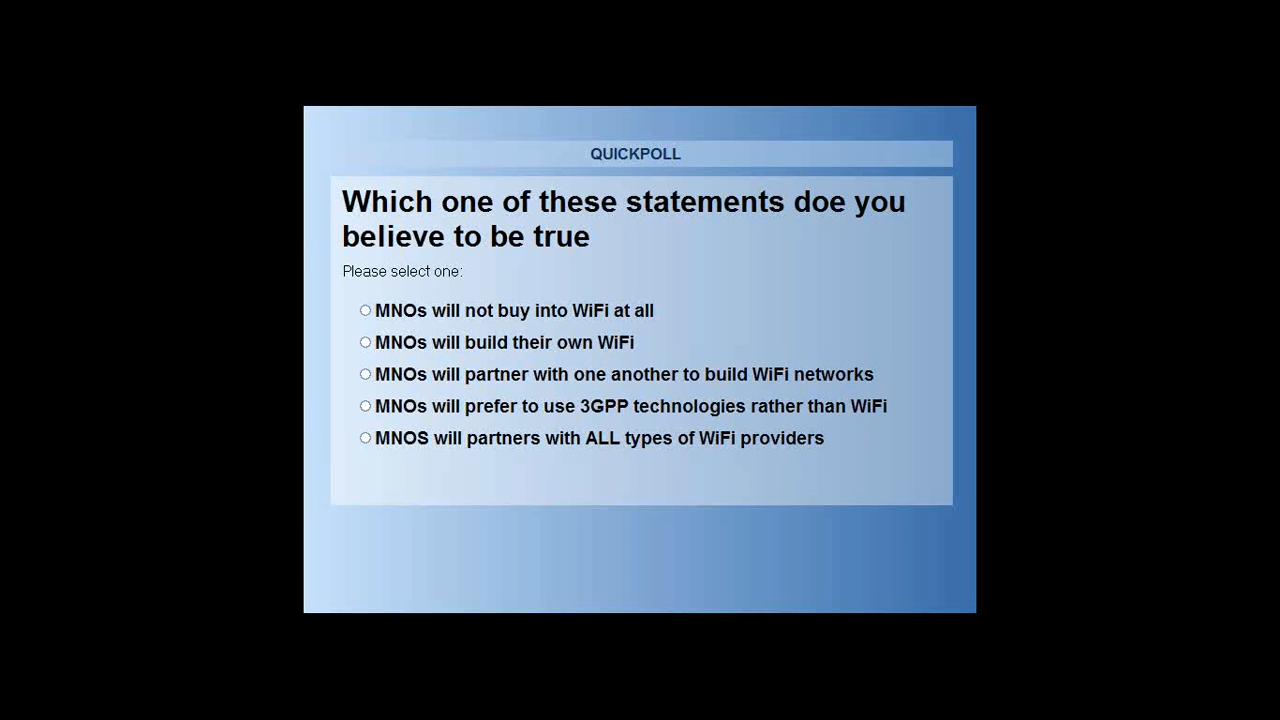 QUICKPOLL
Which one of these statements doe you
believe to be true
Please select one:
MNOs will not buy into WiFi at all
MNOs will build their own WiFi
MNOs will partner with one another to build WiFi networks
MNOs will prefer to use 3GPP technologies rather than WiFi
MNOS will partners with ALL types of WiFi providers